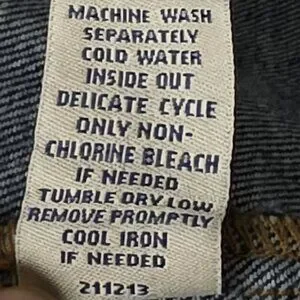 MACHINE WASH
SEPARATELY
COLD WATER
INSIDE OUT
DELICATE CYCLE
ONLY NON-
CHLORINE BLEACH
IF NEEDED
TUMBLE DRY LOW
REMOVE PROMPTLY
COOL IRON
IF NEEDED
211213